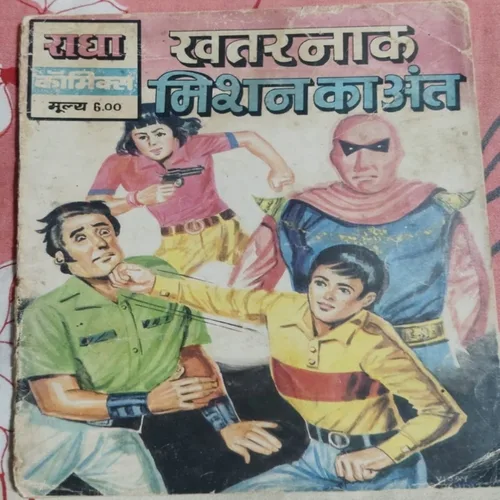 राधा
कॉमिक्स
मूल्य 6.00
खतरनाक
मिशन का अंत